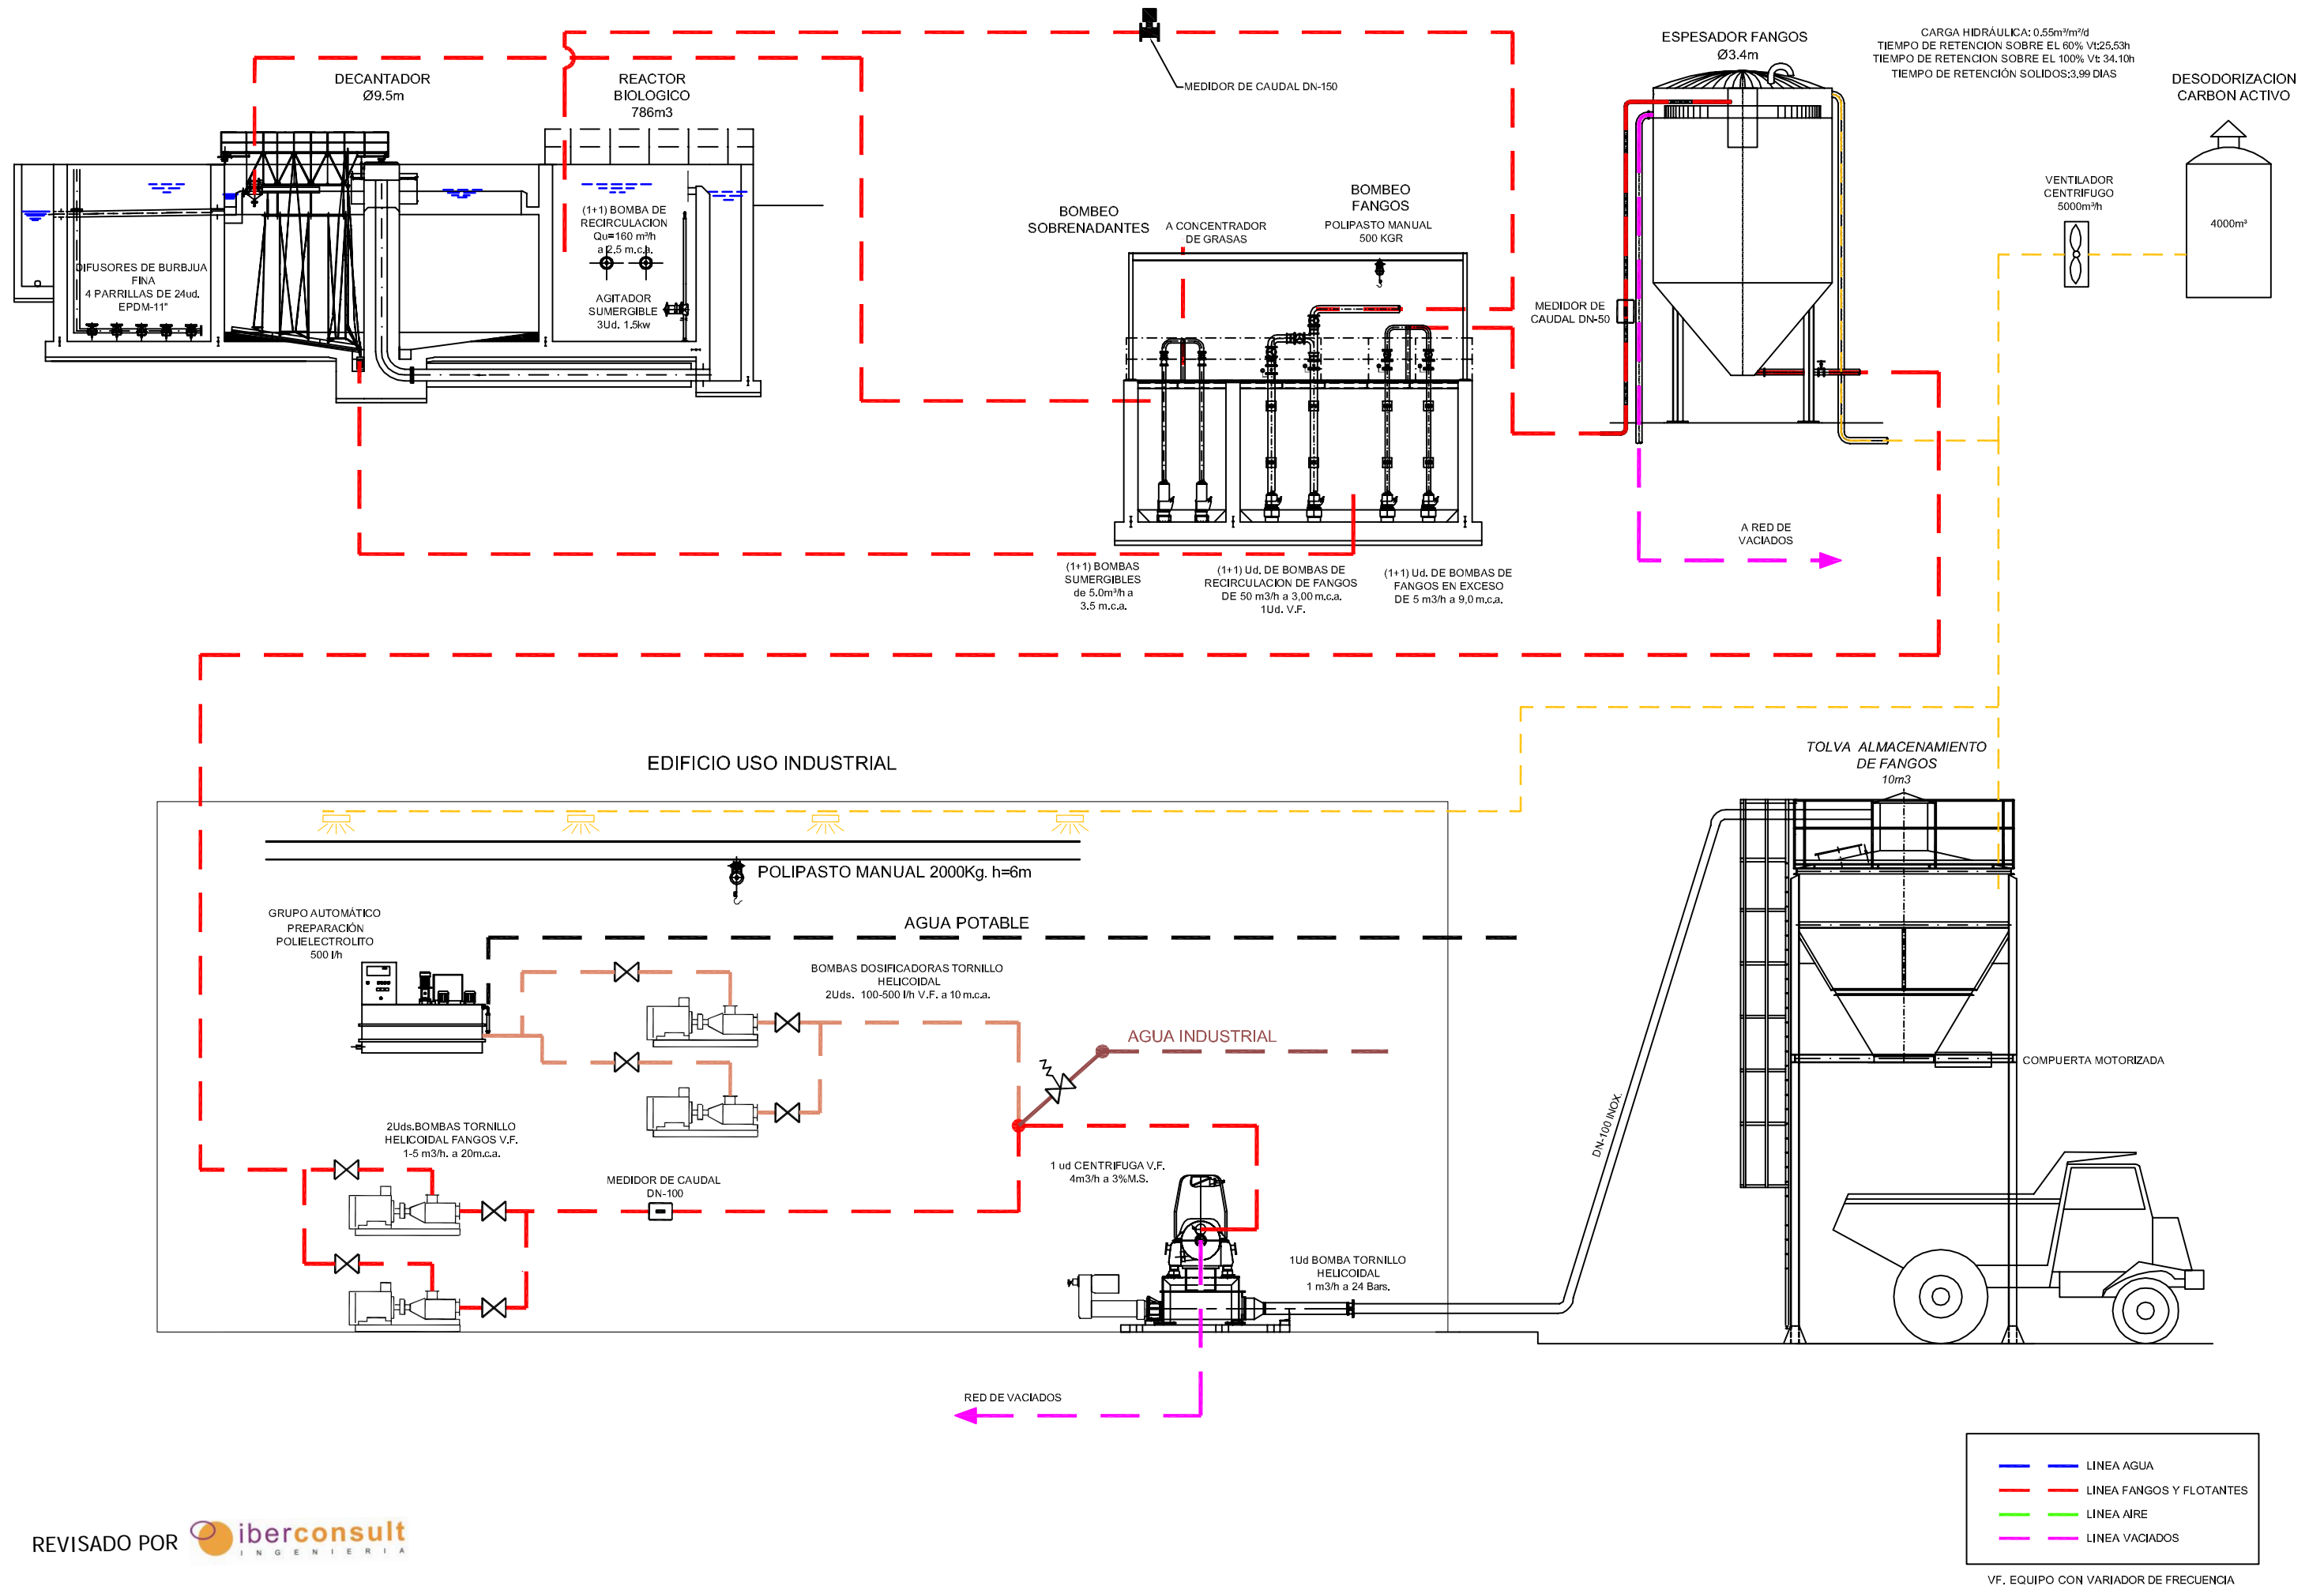 DECANTADOR
Ø9.5m
REACTOR
BIOLOGICO
786m3
MEDIDOR DE CAUDAL DN-150
ESPESADOR FANGOS
Ø3.4m
CARGA HIDRÁULICA: 0.55m³/m²/d
TIEMPO DE RETENCION SOBRE EL 60% Vt:25,53h
TIEMPO DE RETENCION SOBRE EL 100% Vt: 34.10h
TIEMPO DE RETENCIÓN SOLIDOS:3,99 DIAS
DESODORIZACION
CARBON ACTIVO
4000m³
VENTILADOR
CENTRIFUGO
5000m³/h
(1+1) BOMBA DE
RECIRCULACION
Qu=160 m³/h
a 2,5 m.c.a.
AGITADOR
SUMERGIBLE
3Ud. 1.5kw
DIFUSORES DE BURBJUA
FINA
4 PARRILLAS DE 24ud.
EPDM-11"
BOMBEO
SOBRENADANTES
A CONCENTRADOR
DE GRASAS
BOMBEO
FANGOS
POLIPASTO MANUAL
500 KGR
MEDIDOR DE
CAUDAL DN-50
A RED DE
VACIADOS
(1+1) BOMBAS
SUMERGIBLES
de 5.0m³/h a
3.5 m.c.a.
(1+1) Ud. DE BOMBAS DE
RECIRCULACION DE FANGOS
DE 50 m3/h a 3,00 m.c.a.
1Ud. V.F.
(1+1) Ud. DE BOMBAS DE
FANGOS EN EXCESO
DE 5 m3/h a 9,0 m.c.a.
EDIFICIO USO INDUSTRIAL
TOLVA ALMACENAMIENTO
DE FANGOS
10m3
POLIPASTO MANUAL 2000Kg. h=6m
GRUPO AUTOMÁTICO
PREPARACIÓN
POLIELECTROLITO
500 l/h
AGUA POTABLE
BOMBAS DOSIFICADORAS TORNILLO
HELICOIDAL
2Uds. 100-500 l/h V.F. a 10 m.c.a.
AGUA INDUSTRIAL
COMPUERTA MOTORIZADA
DN-100 INOX.
2Uds.BOMBAS TORNILLO
HELICOIDAL FANGOS V.F.
1-5 m3/h. a 20m.c.a.
MEDIDOR DE CAUDAL
DN-100
1 ud CENTRIFUGA V.F.
4m3/h a 3%M.S.
1Ud BOMBA TORNILLO
HELICOIDAL
1 m3/h a 24 Bars.
RED DE VACIADOS
LINEA AGUA
LINEA FANGOS Y FLOTANTES
LINEA AIRE
LINEA VACIADOS
VF. EQUIPO CON VARIADOR DE FRECUENCIA
REVISADO POR
iberconsult
INGENIERIA